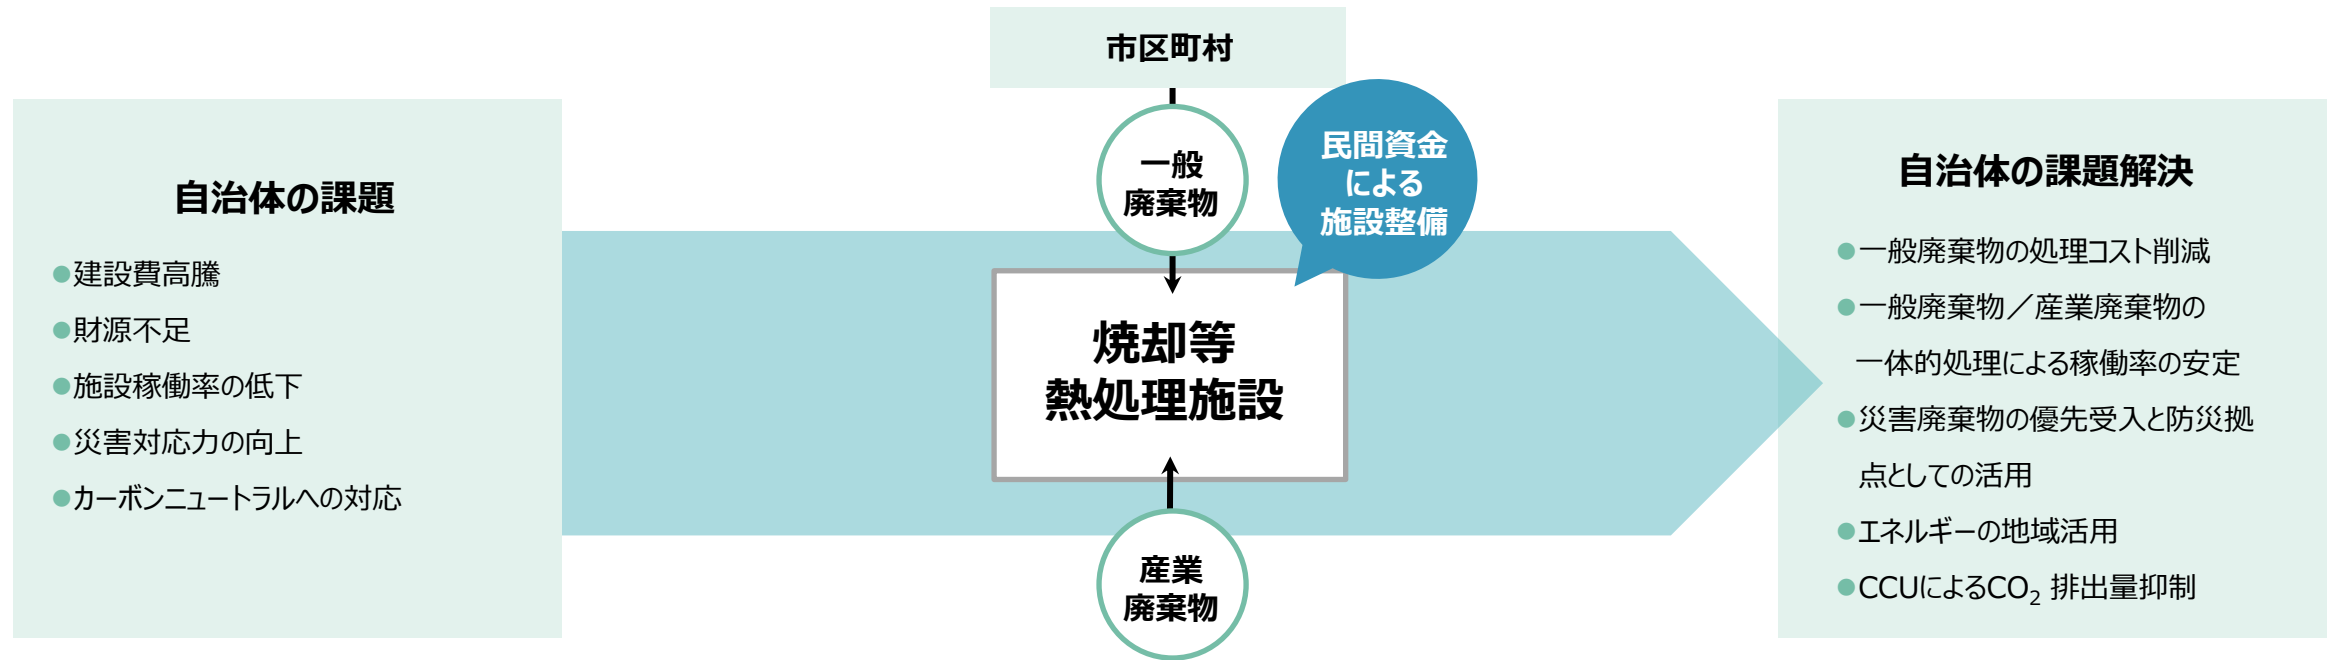 自治体の課題
●建設費高騰
●財源不足
●施設稼働率の低下
●災害対応力の向上
●カーボンニュートラルへの対応
市区町村
一般
廃棄物
民間資金
による
施設整備
焼却等
熱処理施設
産業
廃棄物
自治体の課題解決
●一般廃棄物の処理コスト削減
●一般廃棄物／産業廃棄物の
一体的処理による稼働率の安定
●災害廃棄物の優先受入と防災拠
点としての活用
●エネルギーの地域活用
●CCUによるCO₂ 排出量抑制